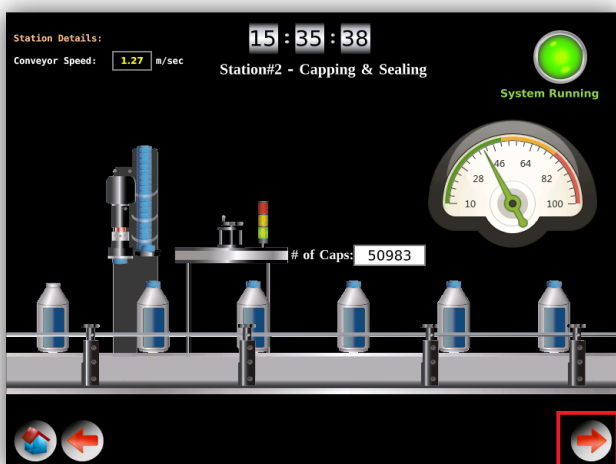 Station Details:
15 : 35 : 38
Conveyor Speed: 1.27 m/sec
Station#2 - Capping & Sealing
System Running
10 28 46 64 82 100
# of Caps: 50983